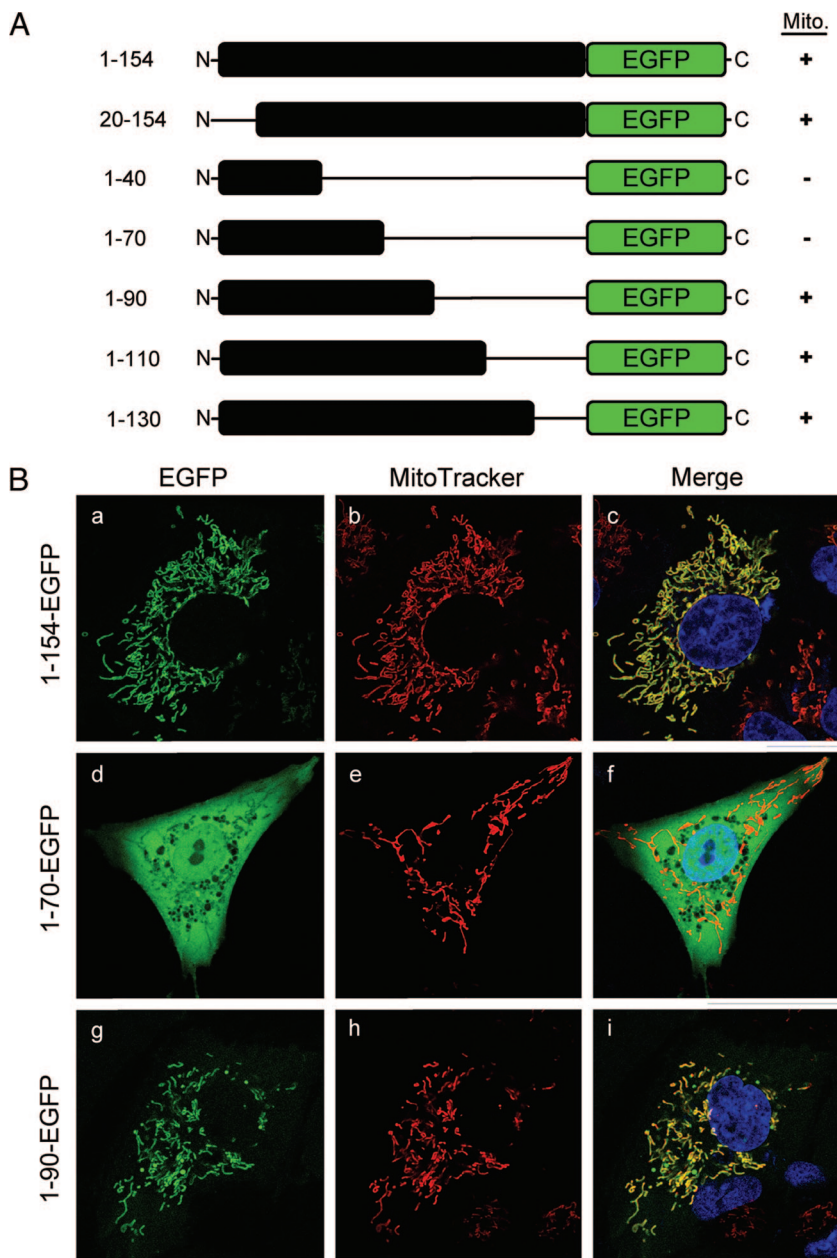 A
Mito.
1-154 N EGFP C +
20-154 N EGFP C +
1-40 N EGFP C -
1-70 N EGFP C -
1-90 N EGFP C +
1-110 N EGFP C +
1-130 N EGFP C +
B
EGFP MitoTracker Merge
1-154-EGFP
a b c
1-70-EGFP
d e f
1-90-EGFP
g h i